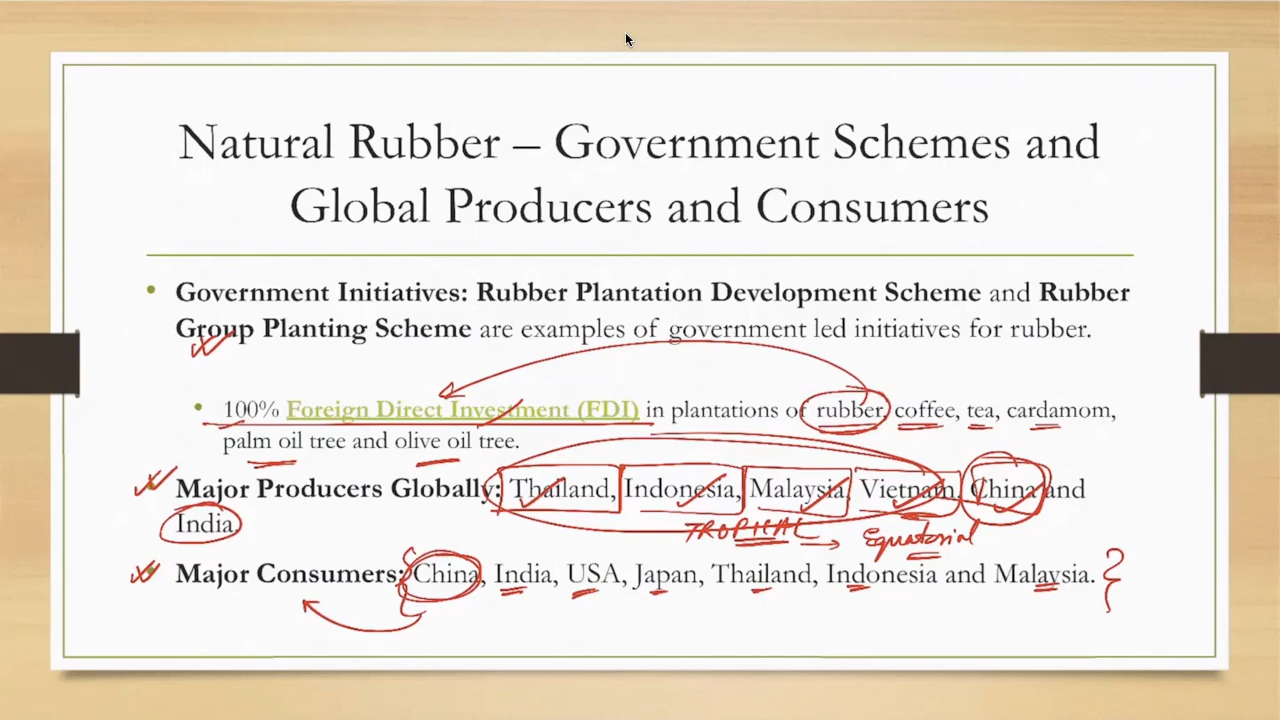 Natural Rubber – Government Schemes and
Global Producers and Consumers
• Government Initiatives: Rubber Plantation Development Scheme and Rubber
Group Planting Scheme are examples of government led initiatives for rubber.
• 100% Foreign Direct Investment (FDI) in plantations of rubber, coffee, tea, cardamom,
palm oil tree and olive oil tree.
• Major Producers Globally: Thailand, Indonesia, Malaysia, Vietnam, China and
India.
TROPICAL → Equatorial
• Major Consumers: China, India, USA, Japan, Thailand, Indonesia and Malaysia.